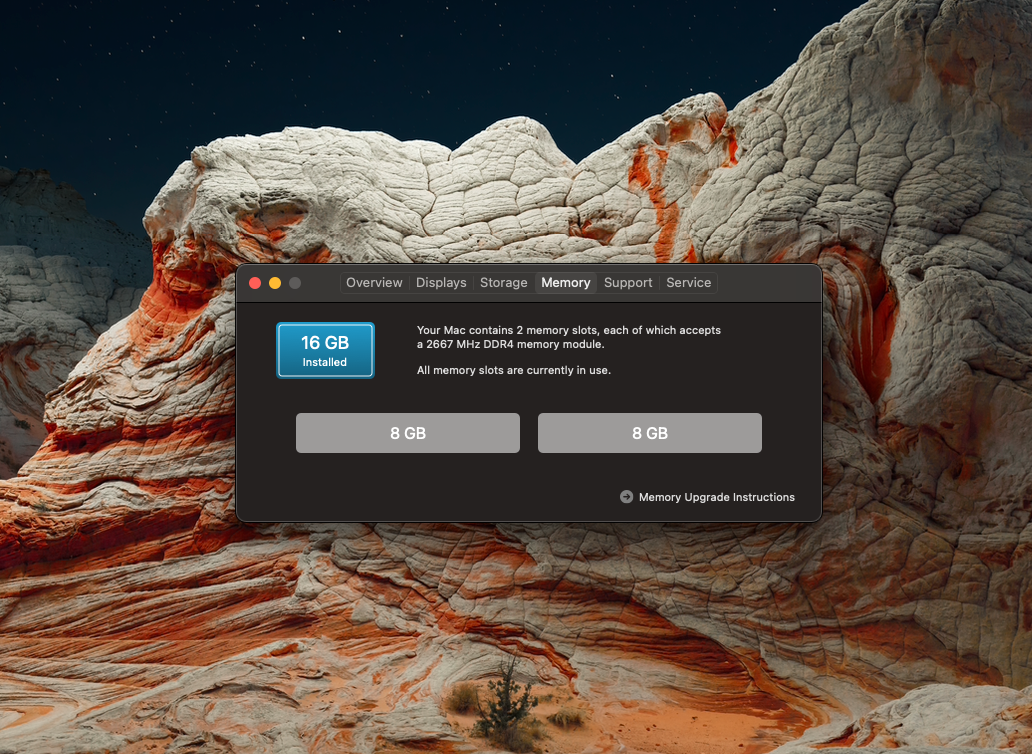 Overview Displays Storage Memory Support Service
16 GB
Installed
Your Mac contains 2 memory slots, each of which accepts
a 2667 MHz DDR4 memory module.
All memory slots are currently in use.
8 GB
8 GB
Memory Upgrade Instructions